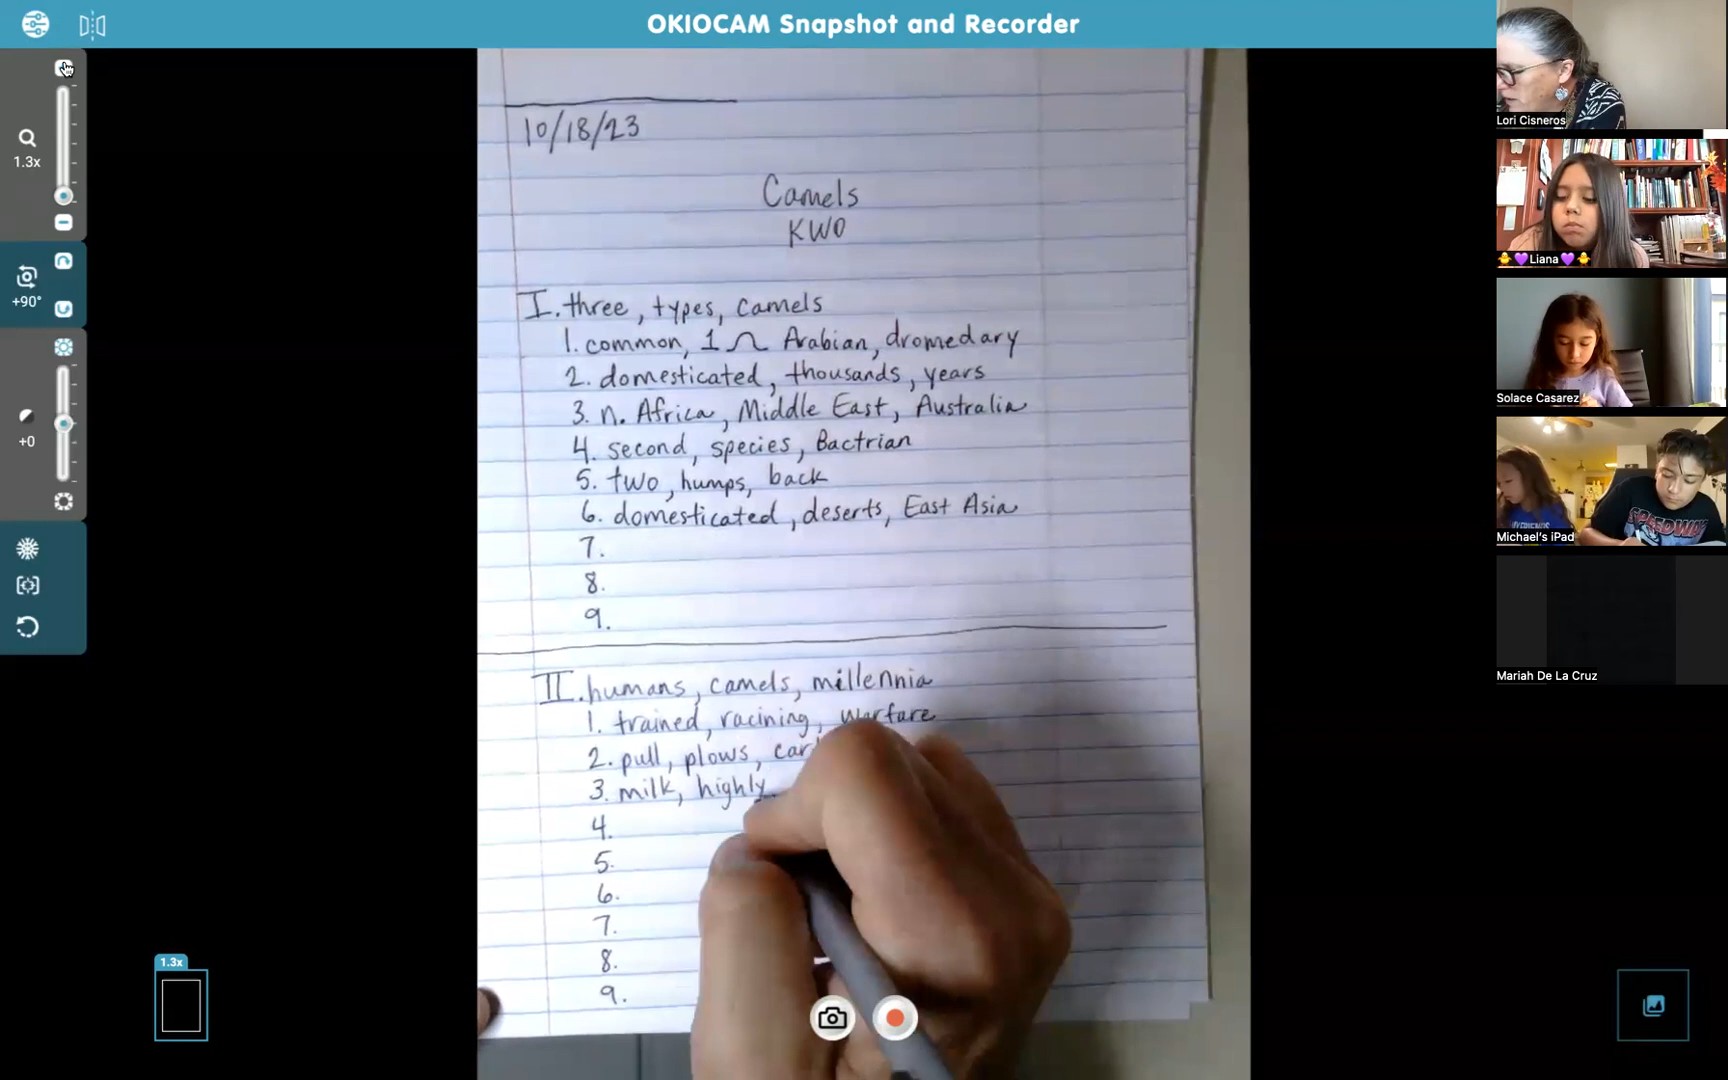 OKIOCAM Snapshot and Recorder
1.3x
+90°
+0
1.3x
10/18/23
Camels
KWO
I. three, types, camels
1. common, 1 Arabian, dromedary
2. domesticated, thousands, years
3. n. Africa, Middle East, Australia
4. second, species, Bactrian
5. two, humps, back
6. domesticated, deserts, East Asia
7.
8.
9.
II. humans, camels, millennia
1. trained, racining, warfare
2. pull, plows,
3. milk, highly
4.
5.
6.
7.
8.
9.
Lori Cisneros
🐥💜Liana💜🐥
Solace Casarez
Michael's iPad
SPEEDWAY
Mariah De La Cruz